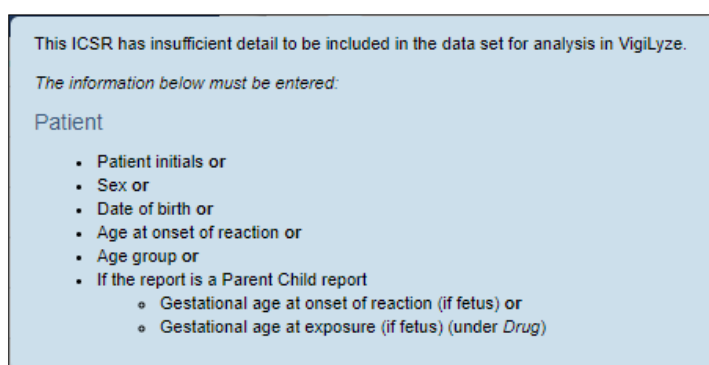 This ICSR has insufficient detail to be included in the data set for analysis in VigiLyze.
The information below must be entered:
Patient
• Patient initials or
• Sex or
• Date of birth or
• Age at onset of reaction or
• Age group or
• If the report is a Parent Child report
◦ Gestational age at onset of reaction (if fetus) or
◦ Gestational age at exposure (if fetus) (under Drug)